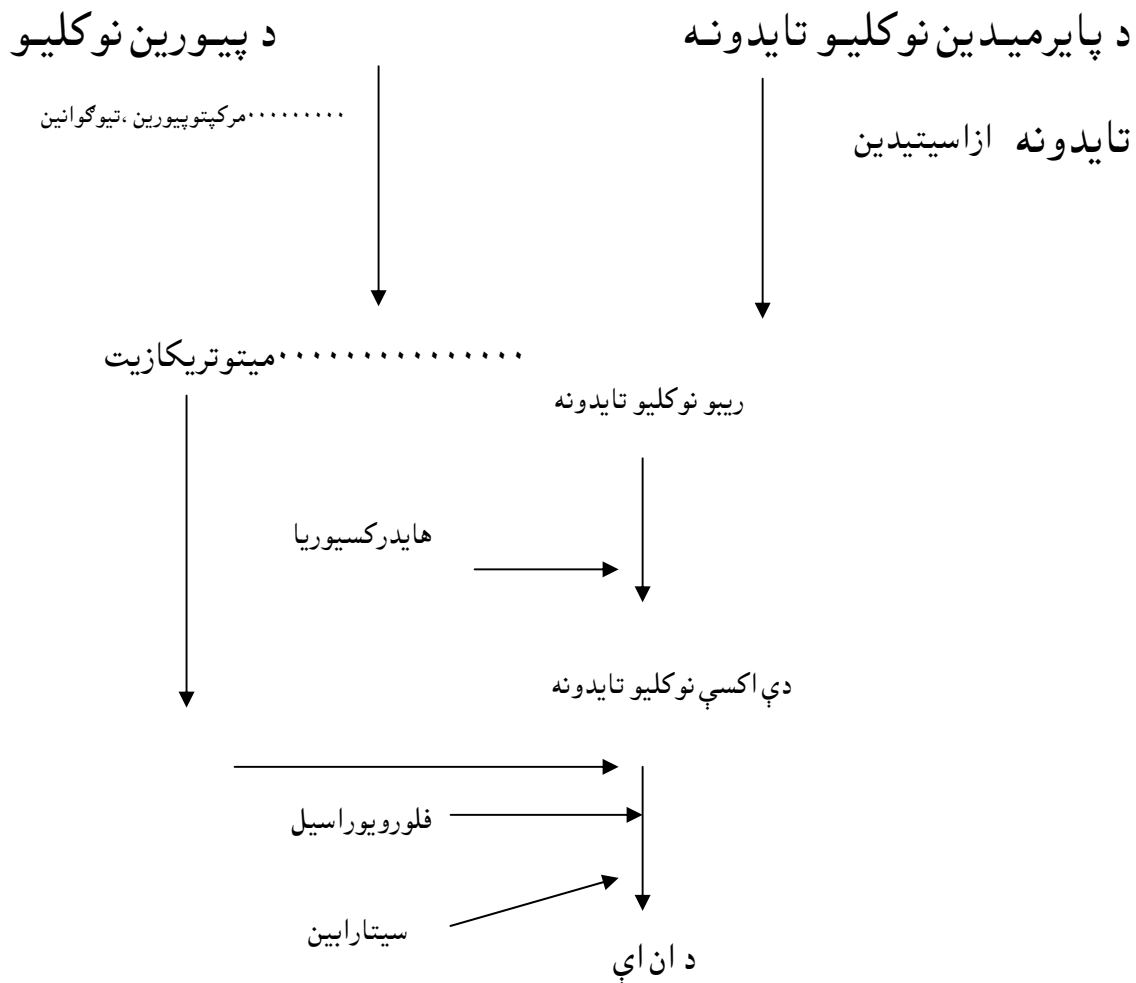 د پایرمیدین نوکلیو تایدونه د پیورین نوکلیو
تایدونه ازاسیتیدین
·········مرکپتوپیورین ،تیوګوانین
···············میتوتریکازیت
ریبو نوکلیو تایدونه
هایدرکسیوریا
دې اکسې نوکلیو تایدونه
فلورویوراسیل
سیتارابین
د ان اې